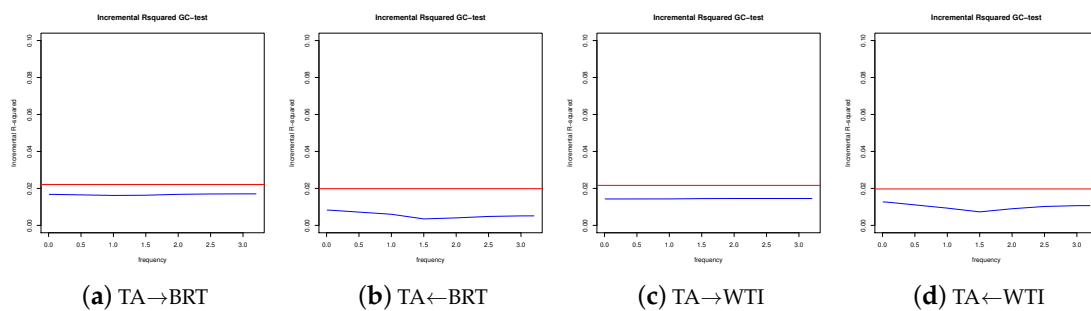 Incremental Rsquared GC−test
Incremental R−squared
0.10
0.08
0.06
0.04
0.02
0.00
0.0 0.5 1.0 1.5 2.0 2.5 3.0
frequency
(a) TA→BRT
Incremental Rsquared GC−test
Incremental R−squared
0.10
0.08
0.06
0.04
0.02
0.00
0.0 0.5 1.0 1.5 2.0 2.5 3.0
frequency
(b) TA←BRT
Incremental Rsquared GC−test
Incremental R−squared
0.10
0.08
0.06
0.04
0.02
0.00
0.0 0.5 1.0 1.5 2.0 2.5 3.0
frequency
(c) TA→WTI
Incremental Rsquared GC−test
Incremental R−squared
0.10
0.08
0.06
0.04
0.02
0.00
0.0 0.5 1.0 1.5 2.0 2.5 3.0
frequency
(d) TA←WTI